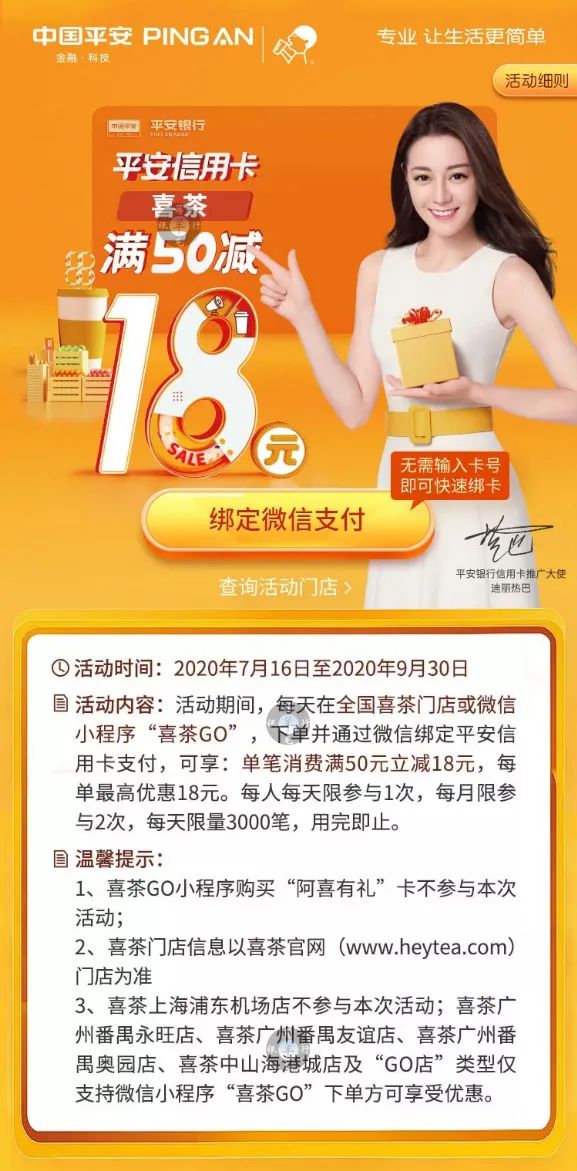 中国平安 PING AN
金融·科技
专业 让生活更简单
活动细则
中国平安 平安银行
PING AN BANK
平安信用卡
喜茶
满50减
18元
SALE
无需输入卡号
即可快速绑卡
绑定微信支付
平安银行信用卡推广大使
迪丽热巴
查询活动门店 >
活动时间：2020年7月16日至2020年9月30日
活动内容：活动期间，每天在全国喜茶门店或微信
小程序“喜茶GO”，下单并通过微信绑定平安信
用卡支付，可享：单笔消费满50元立减18元，每
单最高优惠18元。每人每天限参与1次，每月限参
与2次，每天限量3000笔，用完即止。
温馨提示：
1、喜茶GO小程序购买“阿喜有礼”卡不参与本次
活动；
2、喜茶门店信息以喜茶官网（www.heytea.com）
门店为准
3、喜茶上海浦东机场店不参与本次活动；喜茶广
州番禺永旺店、喜茶广州番禺友谊店、喜茶广州番
禺奥园店、喜茶中山海港城店及“GO店”类型仅
支持微信小程序“喜茶GO”下单方可享受优惠。